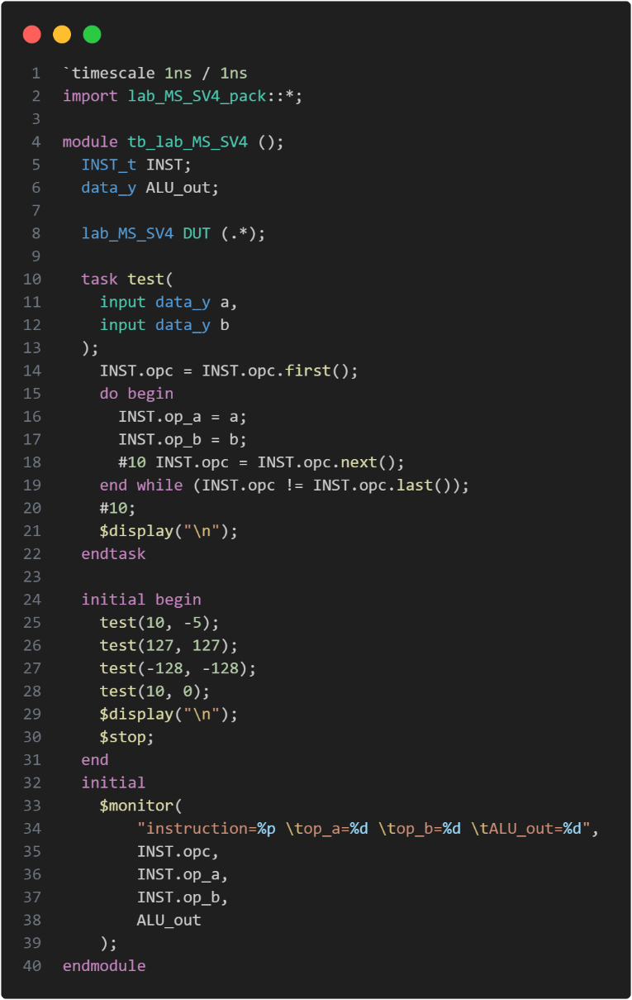 1 `timescale 1ns / 1ns
2 import lab_MS_SV4_pack::*;
3
4 module tb_lab_MS_SV4 ();
5   INST_t INST;
6   data_y ALU_out;
7
8   lab_MS_SV4 DUT (.*);
9
10   task test(
11     input data_y a,
12     input data_y b
13   );
14     INST.opc = INST.opc.first();
15     do begin
16       INST.op_a = a;
17       INST.op_b = b;
18       #10 INST.opc = INST.opc.next();
19     end while (INST.opc != INST.opc.last());
20     #10;
21     $display("\n");
22   endtask
23
24   initial begin
25     test(10, -5);
26     test(127, 127);
27     test(-128, -128);
28     test(10, 0);
29     $display("\n");
30     $stop;
31   end
32   initial
33     $monitor(
34         "instruction=%p \top_a=%d \top_b=%d \tALU_out=%d",
35         INST.opc,
36         INST.op_a,
37         INST.op_b,
38         ALU_out
39     );
40 endmodule